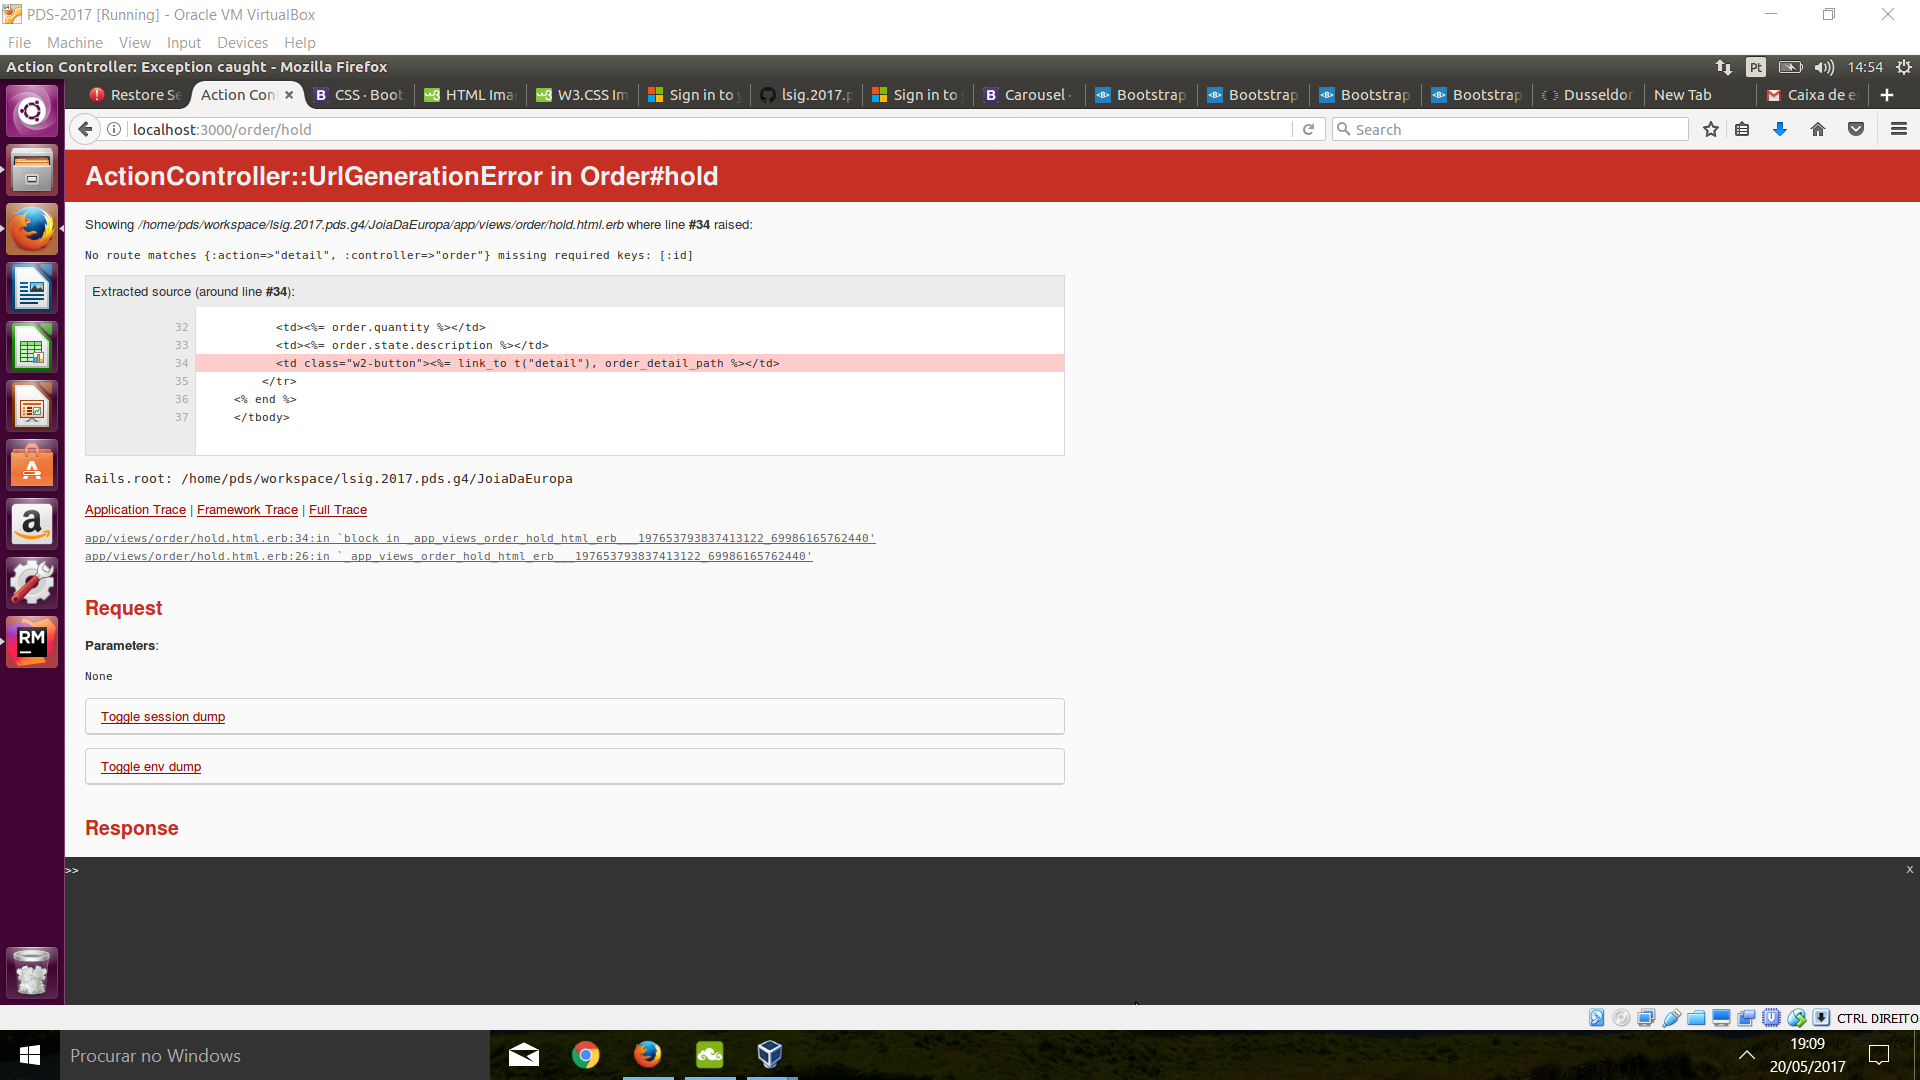 PDS-2017 [Running] - Oracle VM VirtualBox
File Machine View Input Devices Help
Action Controller: Exception caught - Mozilla Firefox
Pt 14:54
Restore Se Action Con CSS · Boot HTML Ima W3.CSS Im Sign in to lsig.2017.p Sign in to Carousel · Bootstrap Bootstrap Bootstrap Bootstrap Dusseldor New Tab Caixa de e
localhost:3000/order/hold
Search
ActionController::UrlGenerationError in Order#hold
Showing /home/pds/workspace/lsig.2017.pds.g4/JoiaDaEuropa/app/views/order/hold.html.erb where line #34 raised:
No route matches {:action=>"detail", :controller=>"order"} missing required keys: [:id]
Extracted source (around line #34):
32 <td><%= order.quantity %></td>
33 <td><%= order.state.description %></td>
34 <td class="w2-button"><%= link_to t("detail"), order_detail_path %></td>
35 </tr>
36 <% end %>
37 </tbody>
Rails.root: /home/pds/workspace/lsig.2017.pds.g4/JoiaDaEuropa
Application Trace | Framework Trace | Full Trace
app/views/order/hold.html.erb:34:in `block in _app_views_order_hold_html_erb___197653793837413122_69986165762440'
app/views/order/hold.html.erb:26:in `_app_views_order_hold_html_erb___197653793837413122_69986165762440'
Request
Parameters:
None
Toggle session dump
Toggle env dump
Response
>> x
RM
CTRL DIREITO
Procurar no Windows
19:09
20/05/2017